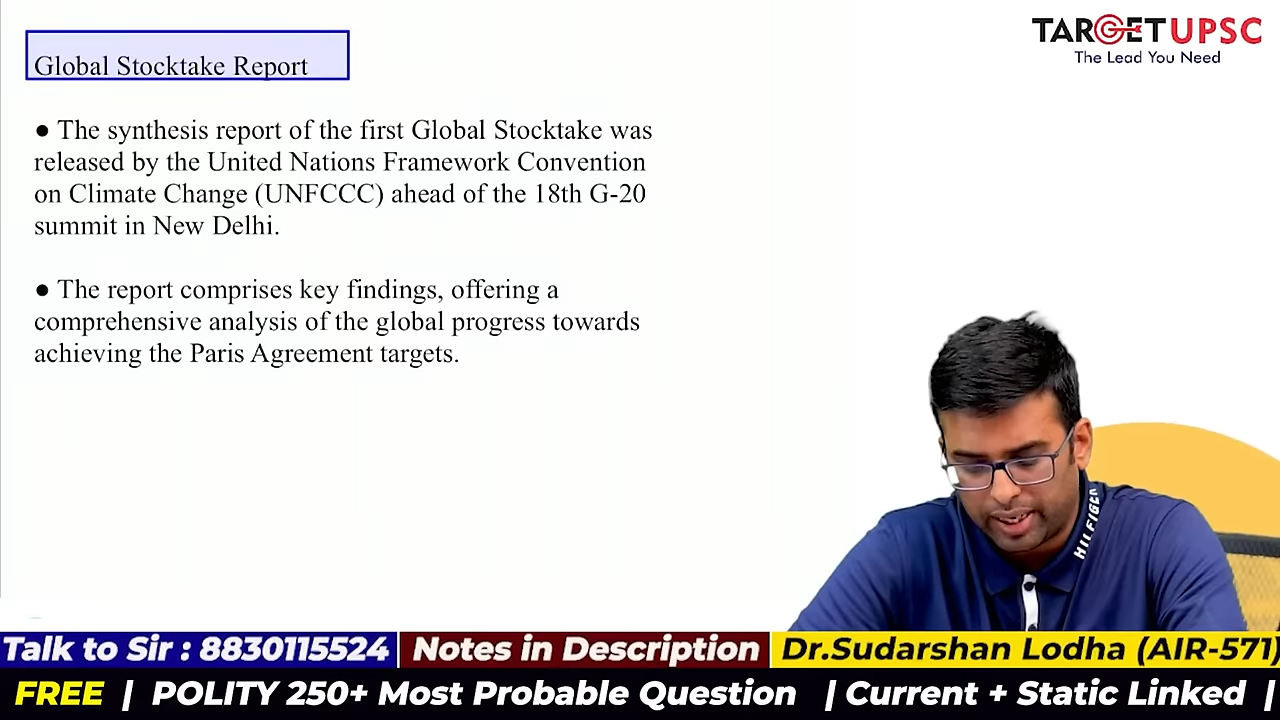 Global Stocktake Report
TARGET UPSC
The Lead You Need
● The synthesis report of the first Global Stocktake was
released by the United Nations Framework Convention
on Climate Change (UNFCCC) ahead of the 18th G-20
summit in New Delhi.
● The report comprises key findings, offering a
comprehensive analysis of the global progress towards
achieving the Paris Agreement targets.
HILFIGER
Talk to Sir : 8830115524
Notes in Description
Dr.Sudarshan Lodha (AIR-571)
FREE | POLITY 250+ Most Probable Question | Current + Static Linked |